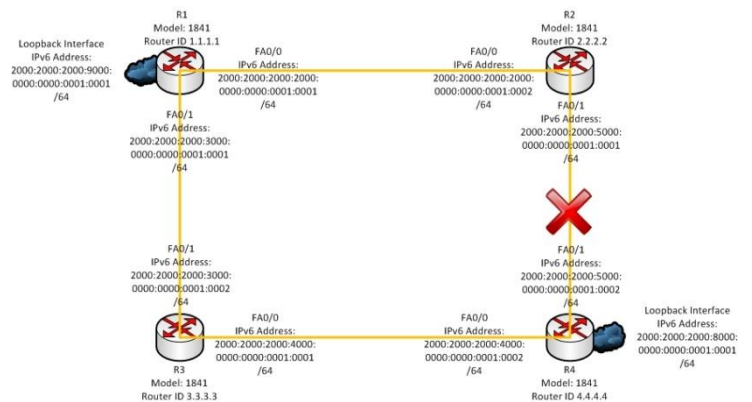 R1
Model: 1841
Router ID 1.1.1.1
R2
Model: 1841
Router ID 2.2.2.2
Loopback Interface
IPv6 Address:
2000:2000:2000:9000:
0000:0000:0001:0001
/64
FA0/0
IPv6 Address:
2000:2000:2000:2000:
0000:0000:0001:0001
/64
FA0/0
IPv6 Address:
2000:2000:2000:2000:
0000:0000:0001:0002
/64
FA0/1
IPv6 Address:
2000:2000:2000:3000:
0000:0000:0001:0001
/64
FA0/1
IPv6 Address:
2000:2000:2000:5000:
0000:0000:0001:0001
/64
FA0/1
IPv6 Address:
2000:2000:2000:3000:
0000:0000:0001:0002
/64
FA0/1
IPv6 Address:
2000:2000:2000:5000:
0000:0000:0001:0002
/64
FA0/0
IPv6 Address:
2000:2000:2000:4000:
0000:0000:0001:0001
/64
FA0/0
IPv6 Address:
2000:2000:2000:4000:
0000:0000:0001:0002
/64
Loopback Interface
IPv6 Address:
2000:2000:2000:8000:
0000:0000:0001:0001
/64
R3
Model: 1841
Router ID 3.3.3.3
R4
Model: 1841
Router ID 4.4.4.4